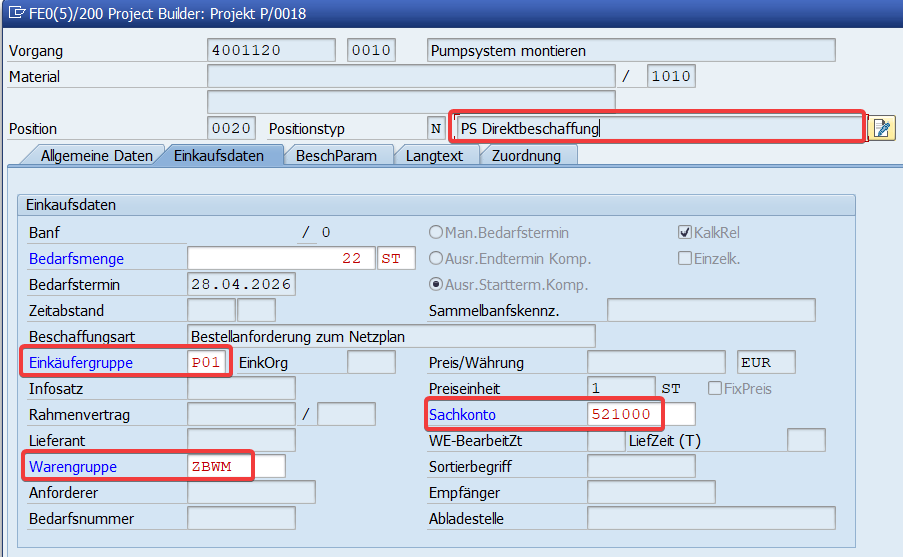 FE0(5)/200 Project Builder: Projekt P/0018
Vorgang 4001120 0010 Pumpsystem montieren
Material / 1010
Position 0020 Positionstyp N PS Direktbeschaffung
Allgemeine Daten Einkaufsdaten BeschParam Langtext Zuordnung
Einkaufsdaten
Banf / 0 Man.Bedarfstermin KalkRel
Bedarfsmenge 22 ST Ausr.Endtermin Komp. Einzelk.
Bedarfstermin 28.04.2026 Ausr.Startterm.Komp.
Zeitabstand Sammelbanfskennz.
Beschaffungsart Bestellanforderung zum Netzplan
Einkäufergruppe P01 EinkOrg Preis/Währung EUR
Infosatz Preiseinheit 1 ST FixPreis
Rahmenvertrag / Sachkonto 521000
Lieferant WE-BearbeitZt LiefZeit (T)
Warengruppe ZBWM Sortierbegriff
Anforderer Empfänger
Bedarfsnummer Abladestelle